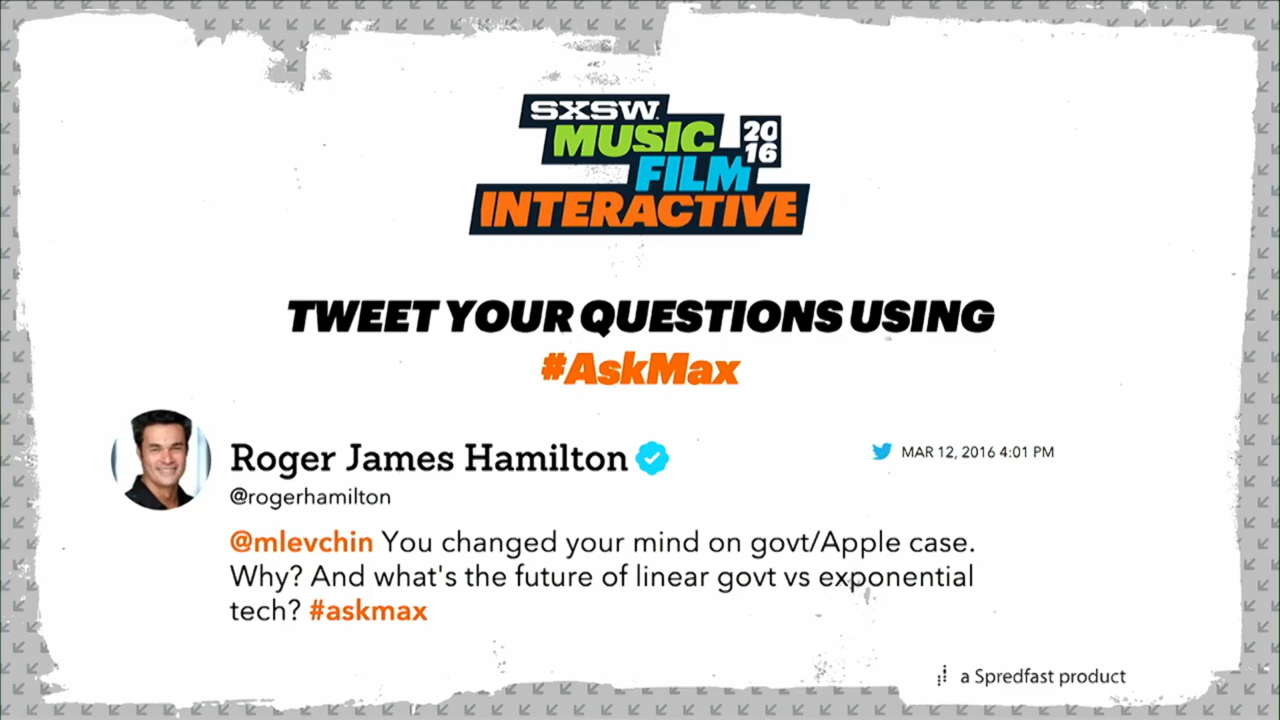 SXSW.
MUSIC
2016
FILM
INTERACTIVE
TWEET YOUR QUESTIONS USING
#AskMax
Roger James Hamilton
MAR 12, 2016 4:01 PM
@rogerhamilton
@mlevchin You changed your mind on govt/Apple case.
Why? And what's the future of linear govt vs exponential
tech? #askmax
a Spredfast product